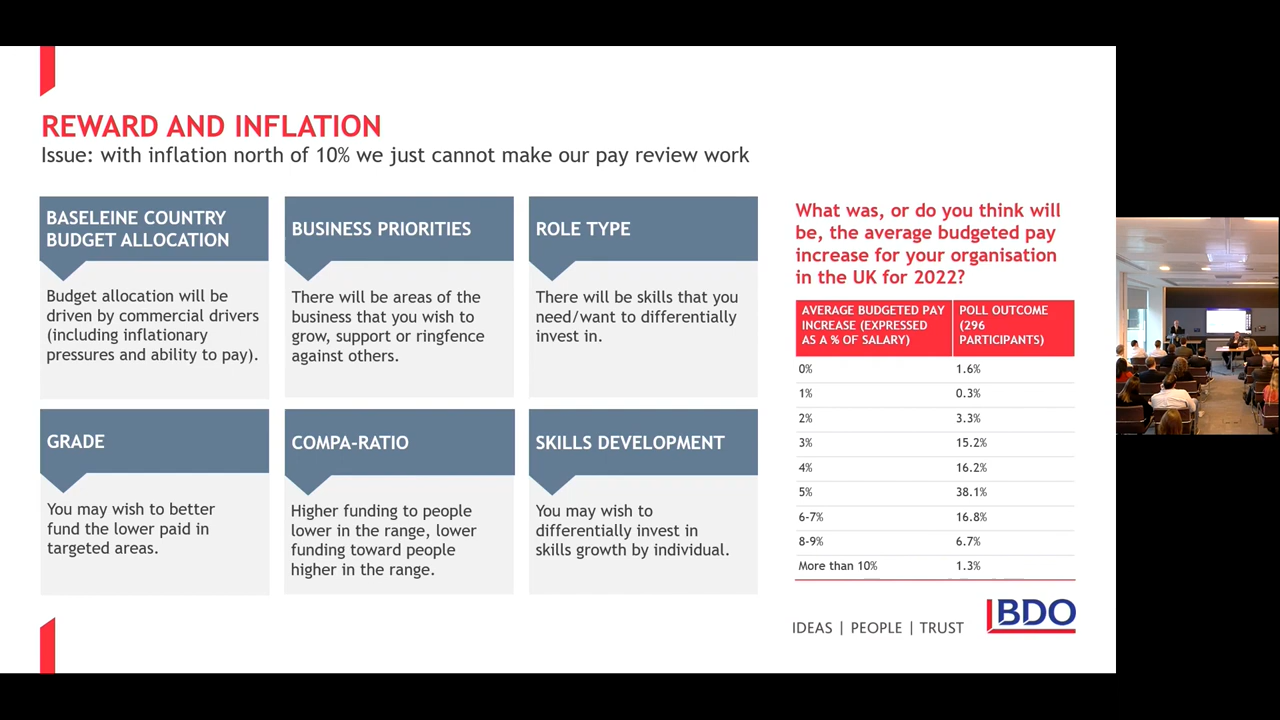 REWARD AND INFLATION
Issue: with inflation north of 10% we just cannot make our pay review work
BASELEINE COUNTRY
BUDGET ALLOCATION
Budget allocation will be
driven by commercial drivers
(including inflationary
pressures and ability to pay).
BUSINESS PRIORITIES
There will be areas of the
business that you wish to
grow, support or ringfence
against others.
ROLE TYPE
There will be skills that you
need/want to differentially
invest in.
GRADE
You may wish to better
fund the lower paid in
targeted areas.
COMPA-RATIO
Higher funding to people
lower in the range, lower
funding toward people
higher in the range.
SKILLS DEVELOPMENT
You may wish to
differentially invest in
skills growth by individual.
What was, or do you think will
be, the average budgeted pay
increase for your organisation
in the UK for 2022?
AVERAGE BUDGETED PAY
INCREASE (EXPRESSED
AS A % OF SALARY)
POLL OUTCOME
(296
PARTICIPANTS)
0% 1.6%
1% 0.3%
2% 3.3%
3% 15.2%
4% 16.2%
5% 38.1%
6-7% 16.8%
8-9% 6.7%
More than 10% 1.3%
IDEAS | PEOPLE | TRUST
BDO